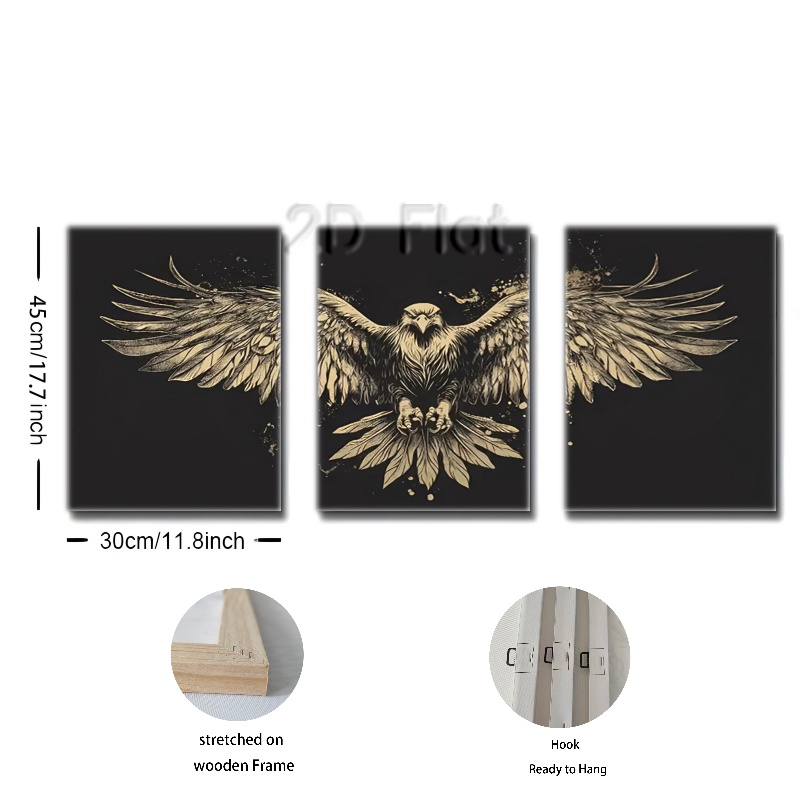 2D Flat
45cm/17.7inch
30cm/11.8inch
stretched on
wooden Frame
Hook
Ready to Hang